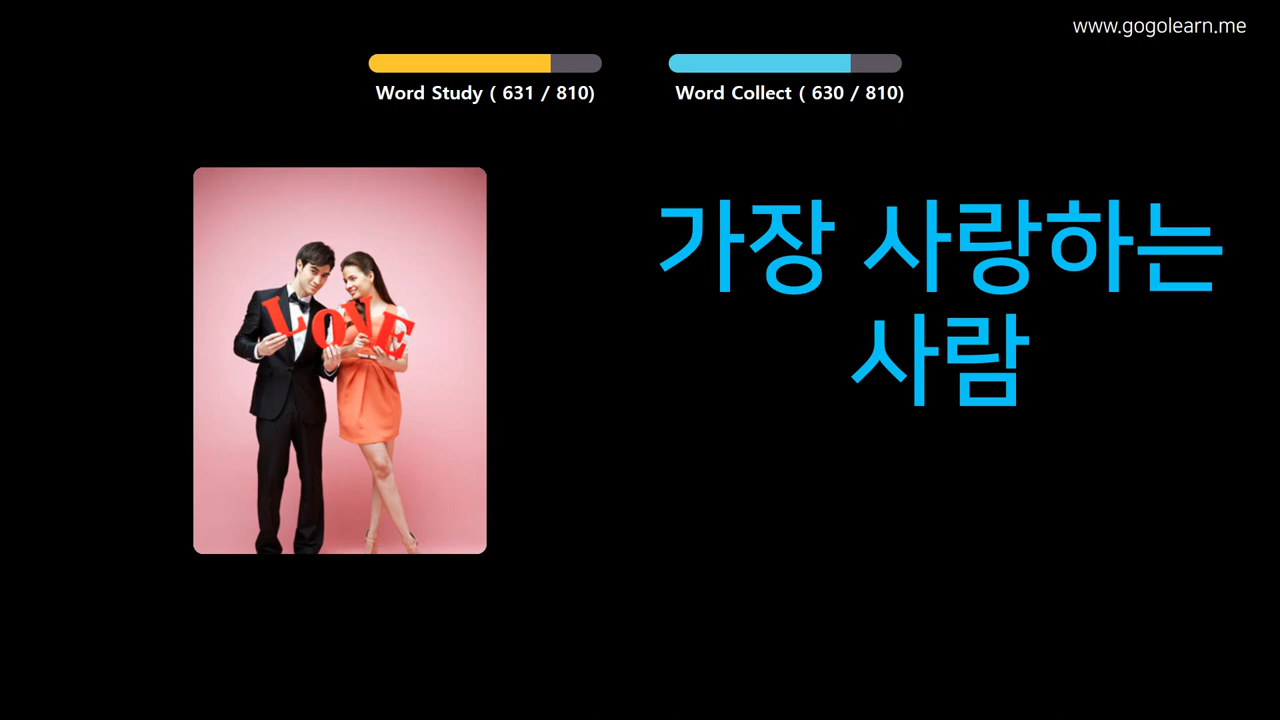 www.gogolearn.me
Word Study ( 631 / 810)
Word Collect ( 630 / 810)
LOVE
가장 사랑하는
사람